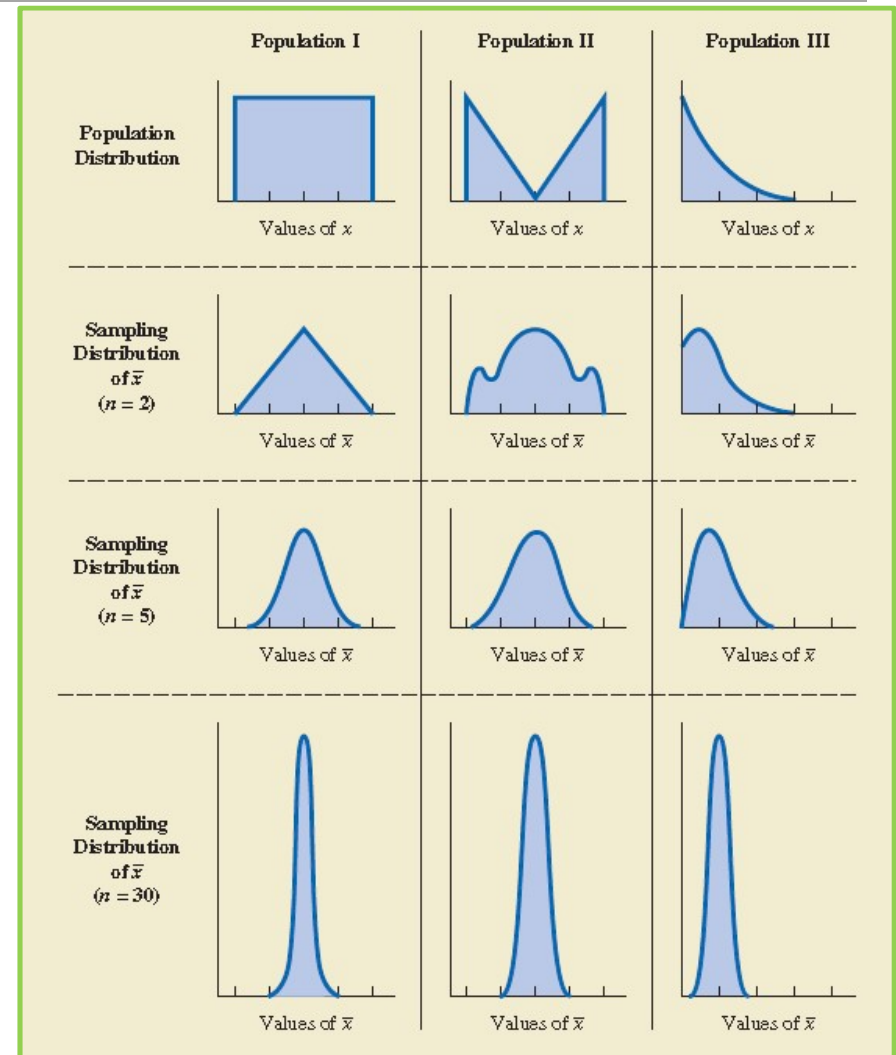 Population I
Population II
Population III
Population
Distribution
Values of x
Values of x
Values of x
Sampling
Distribution
of x̄
(n = 2)
Values of x̄
Values of x̄
Values of x̄
Sampling
Distribution
of x̄
(n = 5)
Values of x̄
Values of x̄
Values of x̄
Sampling
Distribution
of x̄
(n = 30)
Values of x̄
Values of x̄
Values of x̄